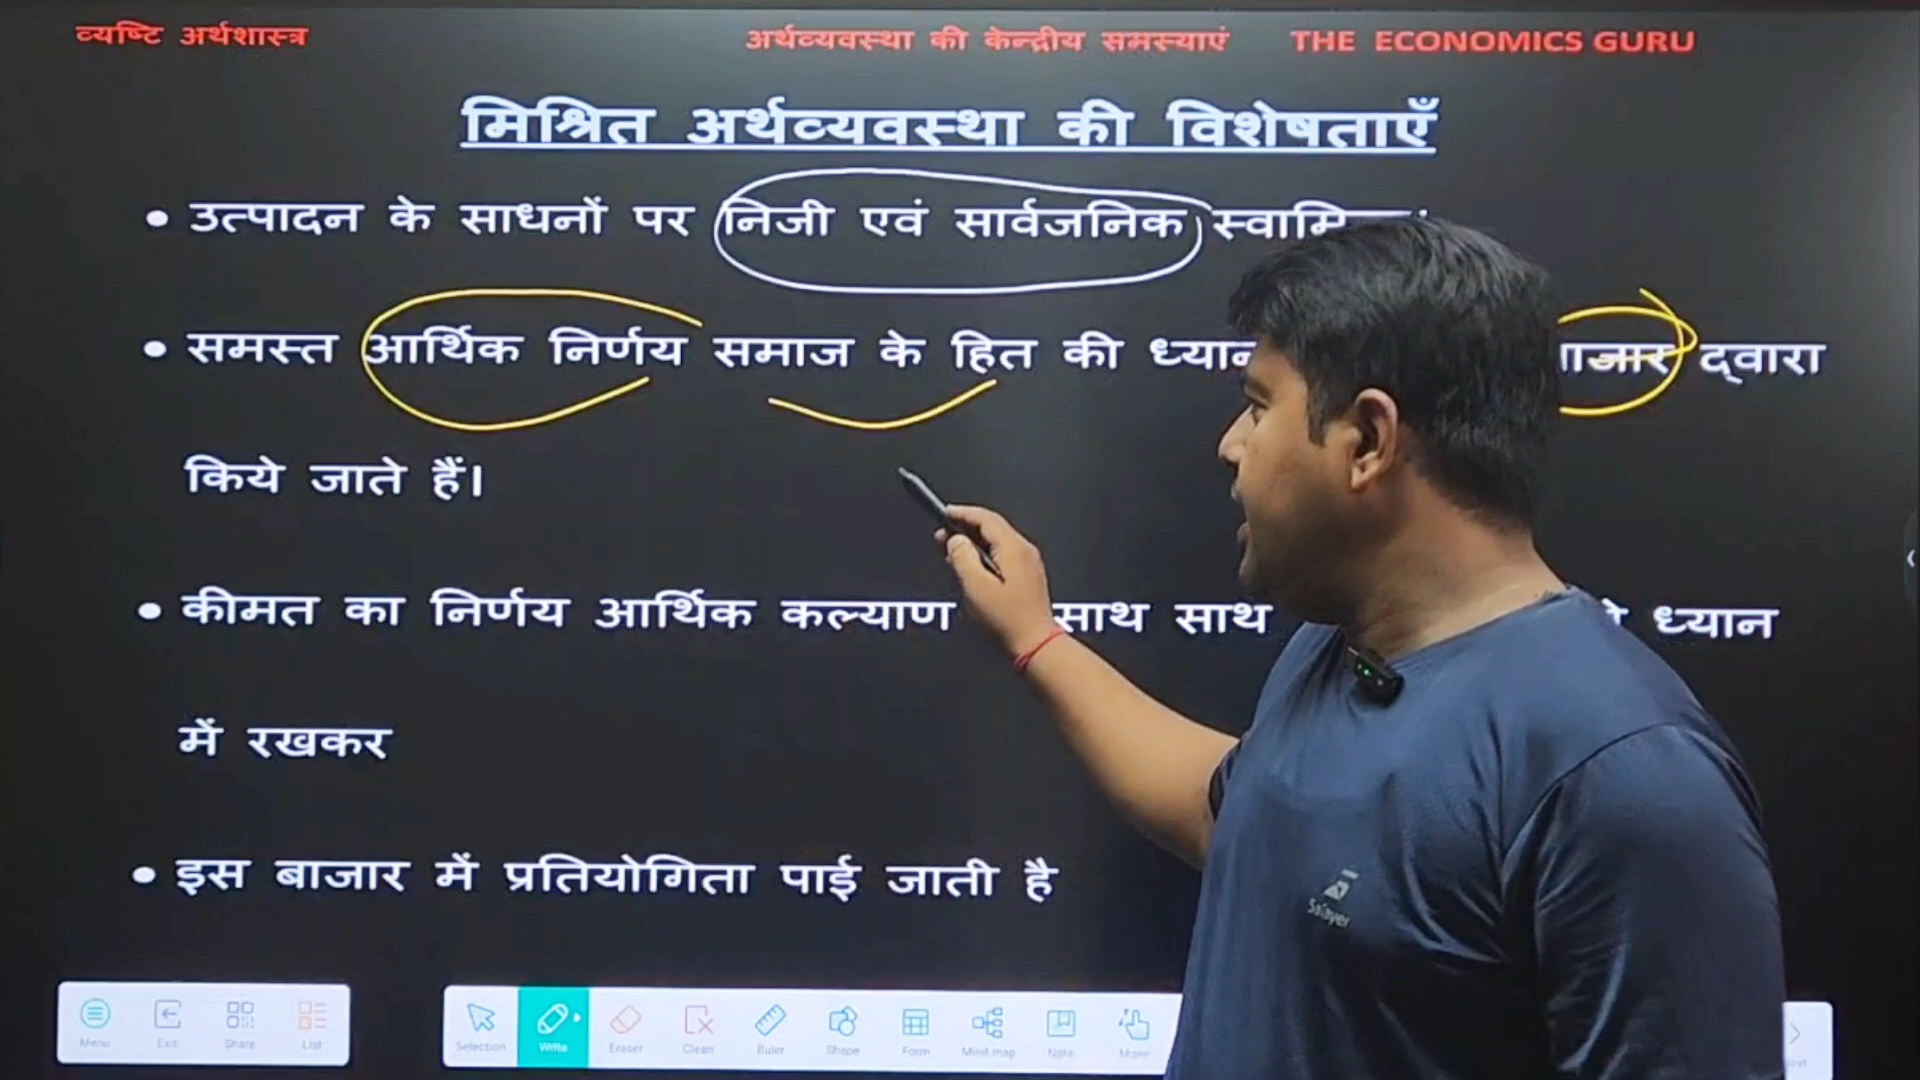 व्यष्टि अर्थशास्त्र अर्थव्यवस्था की केन्द्रीय समस्याएं THE ECONOMICS GURU
मिश्रित अर्थव्यवस्था की विशेषताएँ
• उत्पादन के साधनों पर निजी एवं सार्वजनिक
• समस्त आर्थिक निर्णय समाज के हित की द्वारा
किये जाते हैं।
• कीमत का निर्णय आर्थिक कल्याण साथ साथ ध्यान
में रखकर
• इस बाजार में प्रतियोगिता पाई जाती है
Menu Exit Share List Selection Write Eraser Clean Ruler Shape Form Mind map Note More